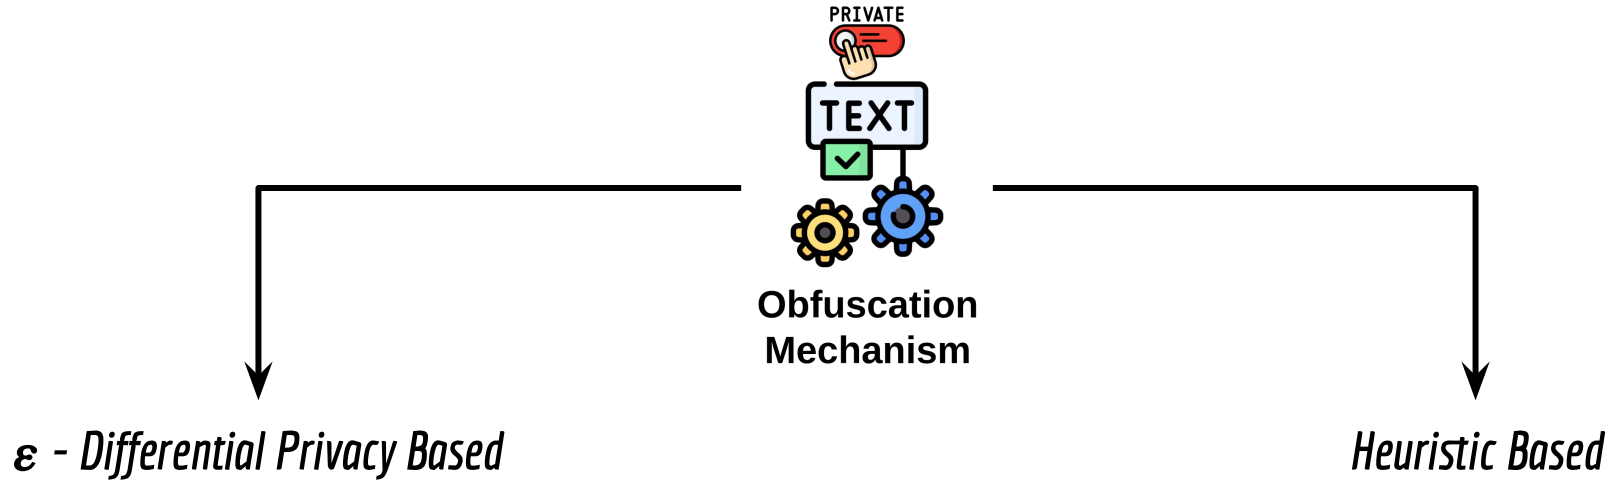 PRIVATE
TEXT
Obfuscation
Mechanism
ε - Differential Privacy Based
Heuristic Based